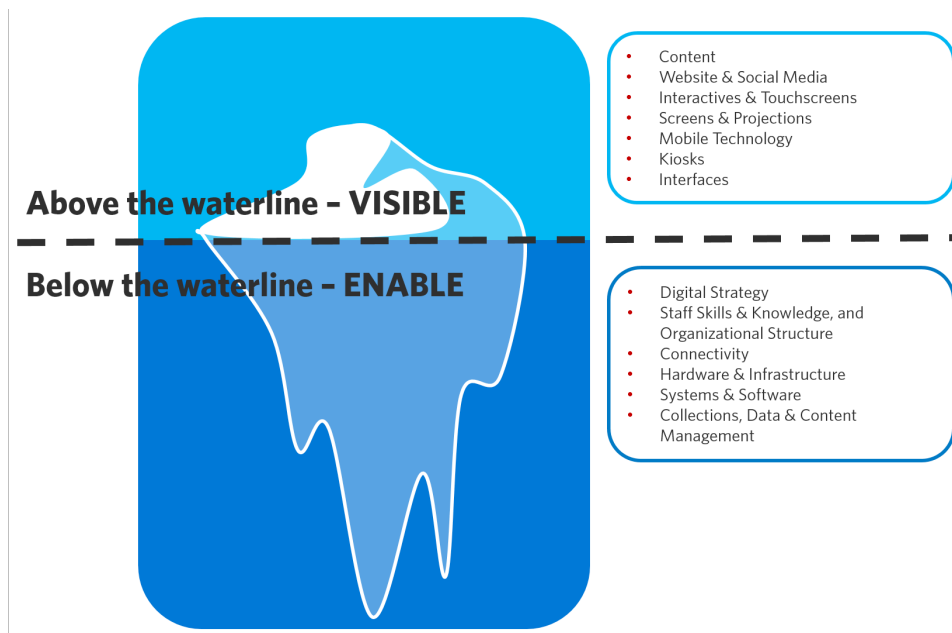 Content
Website & Social Media
Interactives & Touchscreens
Screens & Projections
Mobile Technology
Kiosks
Interfaces
Above the waterline – VISIBLE
Below the waterline – ENABLE
Digital Strategy
Staff Skills & Knowledge, and
Organizational Structure
Connectivity
Hardware & Infrastructure
Systems & Software
Collections, Data & Content
Management